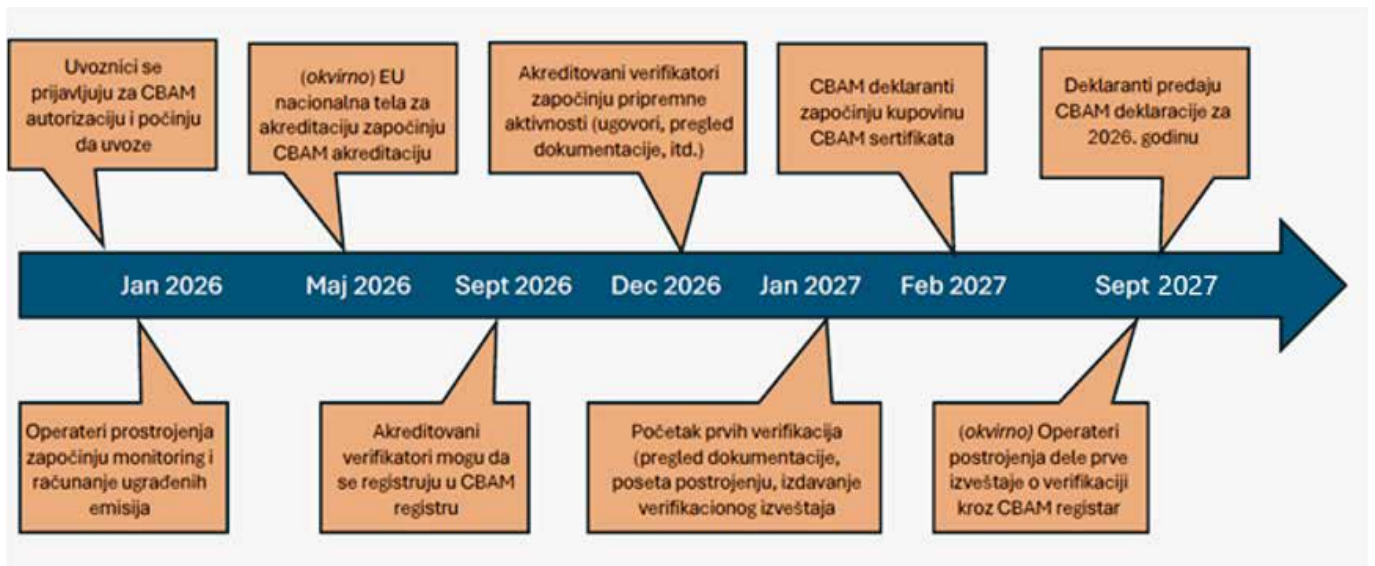 Uvoznici se
prijavljuju za CBAM
autorizaciju i počinju
da uvoze
(okvirno) EU
nacionalna tela za
akreditaciju započinju
CBAM akreditaciju
Akreditovani verifikatori
započinju pripremne
aktivnosti (ugovori, pregled
dokumentacije, itd.)
CBAM deklaranti
započinju kupovinu
CBAM sertifikata
Deklaranti predaju
CBAM deklaracije za
2026. godinu
Jan 2026
Maj 2026
Sept 2026
Dec 2026
Jan 2027
Feb 2027
Sept 2027
Operateri prostrojenja
započinju monitoring i
računanje ugrađenih
emisija
Akreditovani
verifikatori mogu da
se registruju u CBAM
registru
Početak prvih verifikacija
(pregled dokumentacije,
poseta postrojenju, izdavanje
verifikacionog izveštaja
(okvirno) Operateri
postrojenja dele prve
izveštaje o verifikaciji
kroz CBAM registar